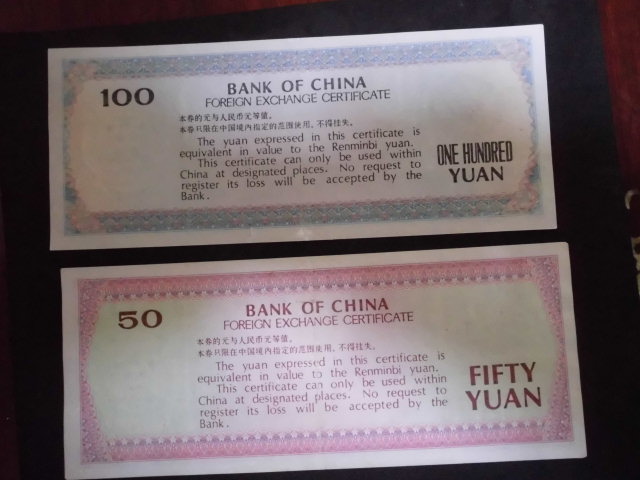 100
BANK OF CHINA
FOREIGN EXCHANGE CERTIFICATE
本券的元与人民币元等值。
本券只限在中国境内指定的范围使用，不得挂失。
The yuan expressed in this certificate is
equivalent in value to the Renminbi yuan.
This certificate can only be used within
China at designated places. No request to
register its loss will be accepted by the
Bank.
ONE HUNDRED
YUAN
50
BANK OF CHINA
FOREIGN EXCHANGE CERTIFICATE
本券的元与人民币元等值。
本券只限在中国境内指定的范围使用，不得挂失。
The yuan expressed in this certificate is
equivalent in value to the Renminbi yuan.
This certificate can only be used within
China at designated places. No request to
register its loss will be accepted by the
Bank.
FIFTY
YUAN